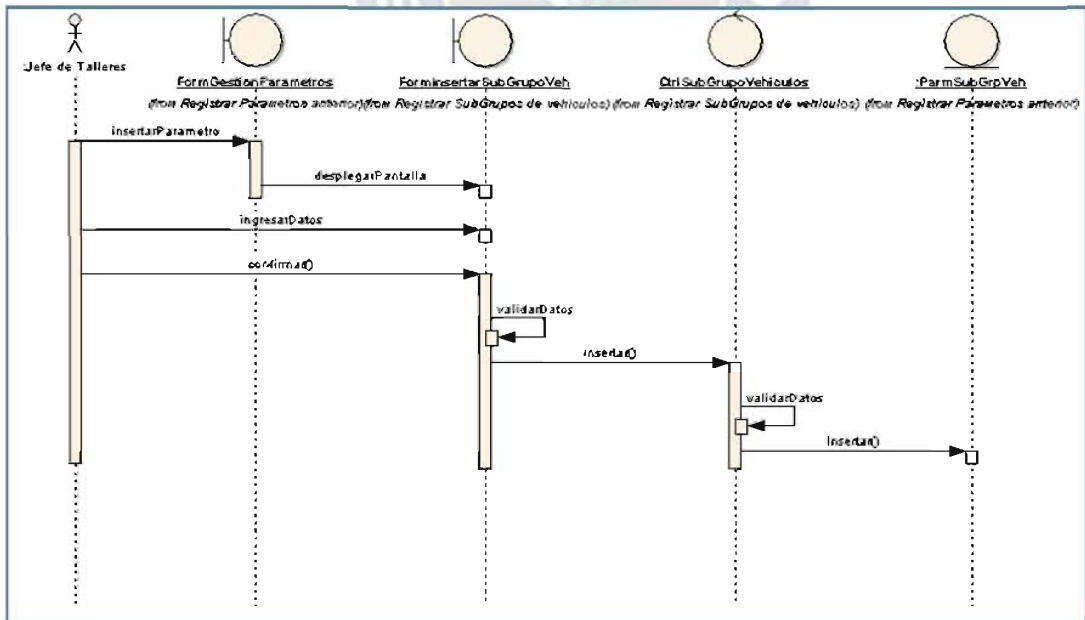 :Jefe de Talleres
FormGestionParametros
ForminsertarSubGrupoVeh
CtrlSubGrupoVehiculos
:ParmSubGrpVeh
(from Registrar Parametros anterior)
(from Registrar SubGrupos de vehiculos)
(from Registrar SubGrupos de vehiculos)
(from Registrar Parametros anterior)
insertarParametro
desplegarPantalla
ingresarDatos
confirmar()
validarDatos
insertar()
validarDatos
insertar()